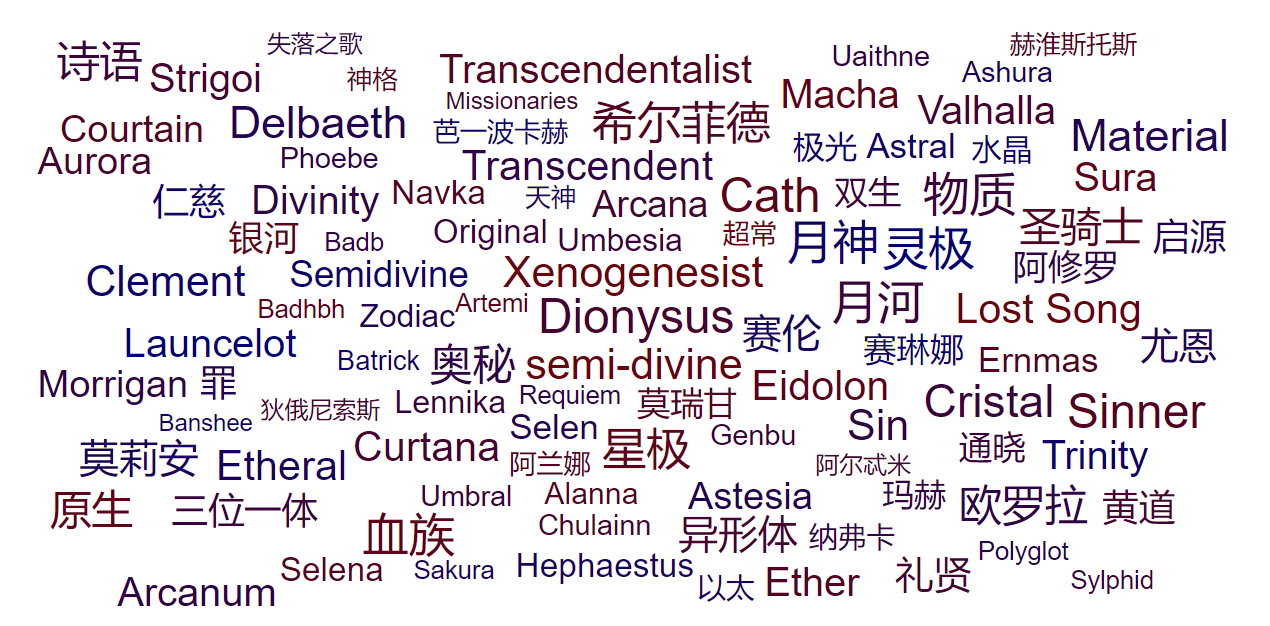 诗语 Strigoi 失落之歌 神格 Transcendentalist Uaithne 赫淮斯托斯
Courtain Delbaeth Missionaries 希尔菲德 Macha Ashura Valhalla Material
Aurora Phoebe 芭一波卡赫 Transcendent 极光 Astral 水晶 Sura
仁慈 Divinity Navka 天神 Arcana Cath 双生 物质
银河 Badb Original Umbesia 超常 月神 灵极 圣骑士 启源
Clement Semidivine Xenogenesist 阿修罗
Badhbh Zodiac Artemi Dionysus 赛伦 月河 Lost Song
Launcelot Batrick 奥秘 semi-divine 赛琳娜 Ernmas 尤恩
Morrigan 罪 Lennika Requiem 莫瑞甘 Eidolon Cristal Sinner
Banshee 狄俄尼索斯 Selen Genbu Sin
莫莉安 Etheral Curtana 阿兰娜 星极 阿尔忒米 通晓 Trinity
原生 三位一体 Umbral Alanna Astesia 玛赫 欧罗拉 黄道
血族 Chulainn 异形体 纳弗卡 Polyglot
Arcanum Selena Sakura Hephaestus 以太 Ether 礼贤 Sylphid